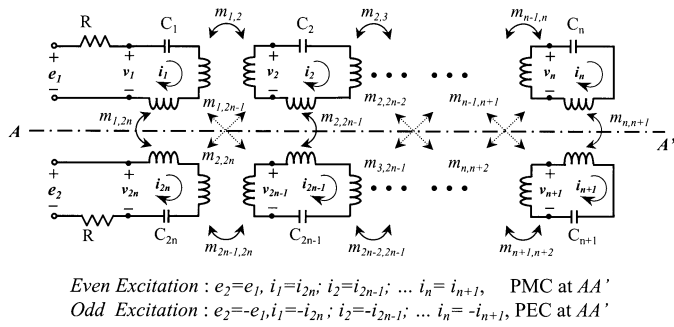 m1,2 m2,3 mn-1,n
R C1 C2 Cn
+ e1 − + v1 − i1 + v2 − i2 • • • • • • + vn − in
m1,2n m1,2n-1 m2,2n-1 m2,2n-2 mn-1,n+1 mn,n+1
A A'
m2,2n m3,2n-1 mn,n+2
+ e2 − + v2n − i2n + v2n-1 − i2n-1 • • • • • • + vn+1 − in+1
R C2n C2n-1 Cn+1
m2n-1,2n m2n-2,2n-1 mn+1,n+2
Even Excitation : e2=e1, i1=i2n; i2=i2n-1; ... in= in+1, PMC at AA'
Odd Excitation : e2=-e1,i1=-i2n ; i2=-i2n-1; ... in= -in+1, PEC at AA'